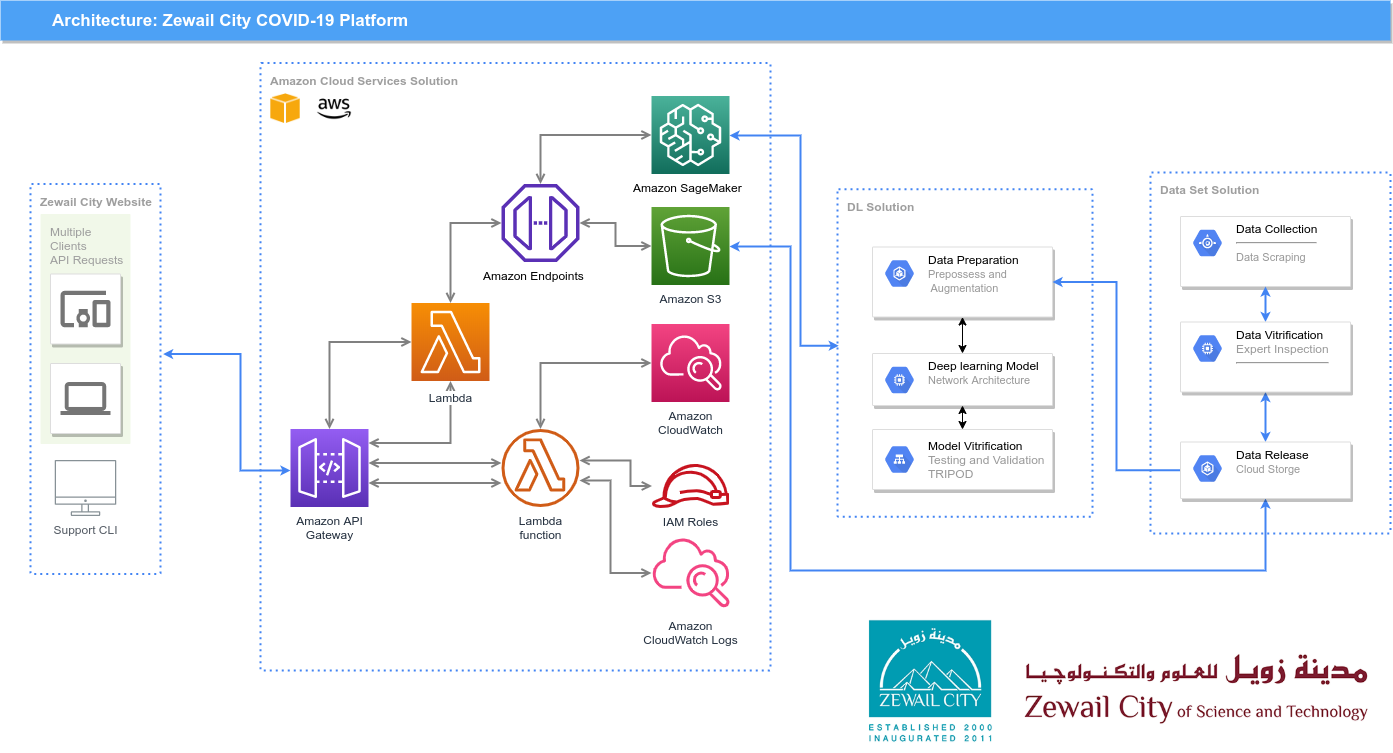 Architecture: Zewail City COVID-19 Platform
Amazon Cloud Services Solution
aws
Amazon SageMaker
Amazon Endpoints
Amazon S3
Lambda
Amazon
CloudWatch
Amazon API
Gateway
Lambda
function
IAM Roles
Amazon
CloudWatch Logs
Zewail City Website
Multiple
Clients
API Requests
Support CLI
DL Solution
Data Preparation
Prepossess and
Augmentation
Deep learning Model
Network Architecture
Model Vitrification
Testing and Validation
TRIPOD
Data Set Solution
Data Collection
Data Scraping
Data Vitrification
Expert Inspection
Data Release
Cloud Storge
مدينة زويل
ZEWAIL CITY
ESTABLISHED 2000
INAUGURATED 2011
مدينة زويل للعلوم والتكنولوجيا
Zewail City of Science and Technology